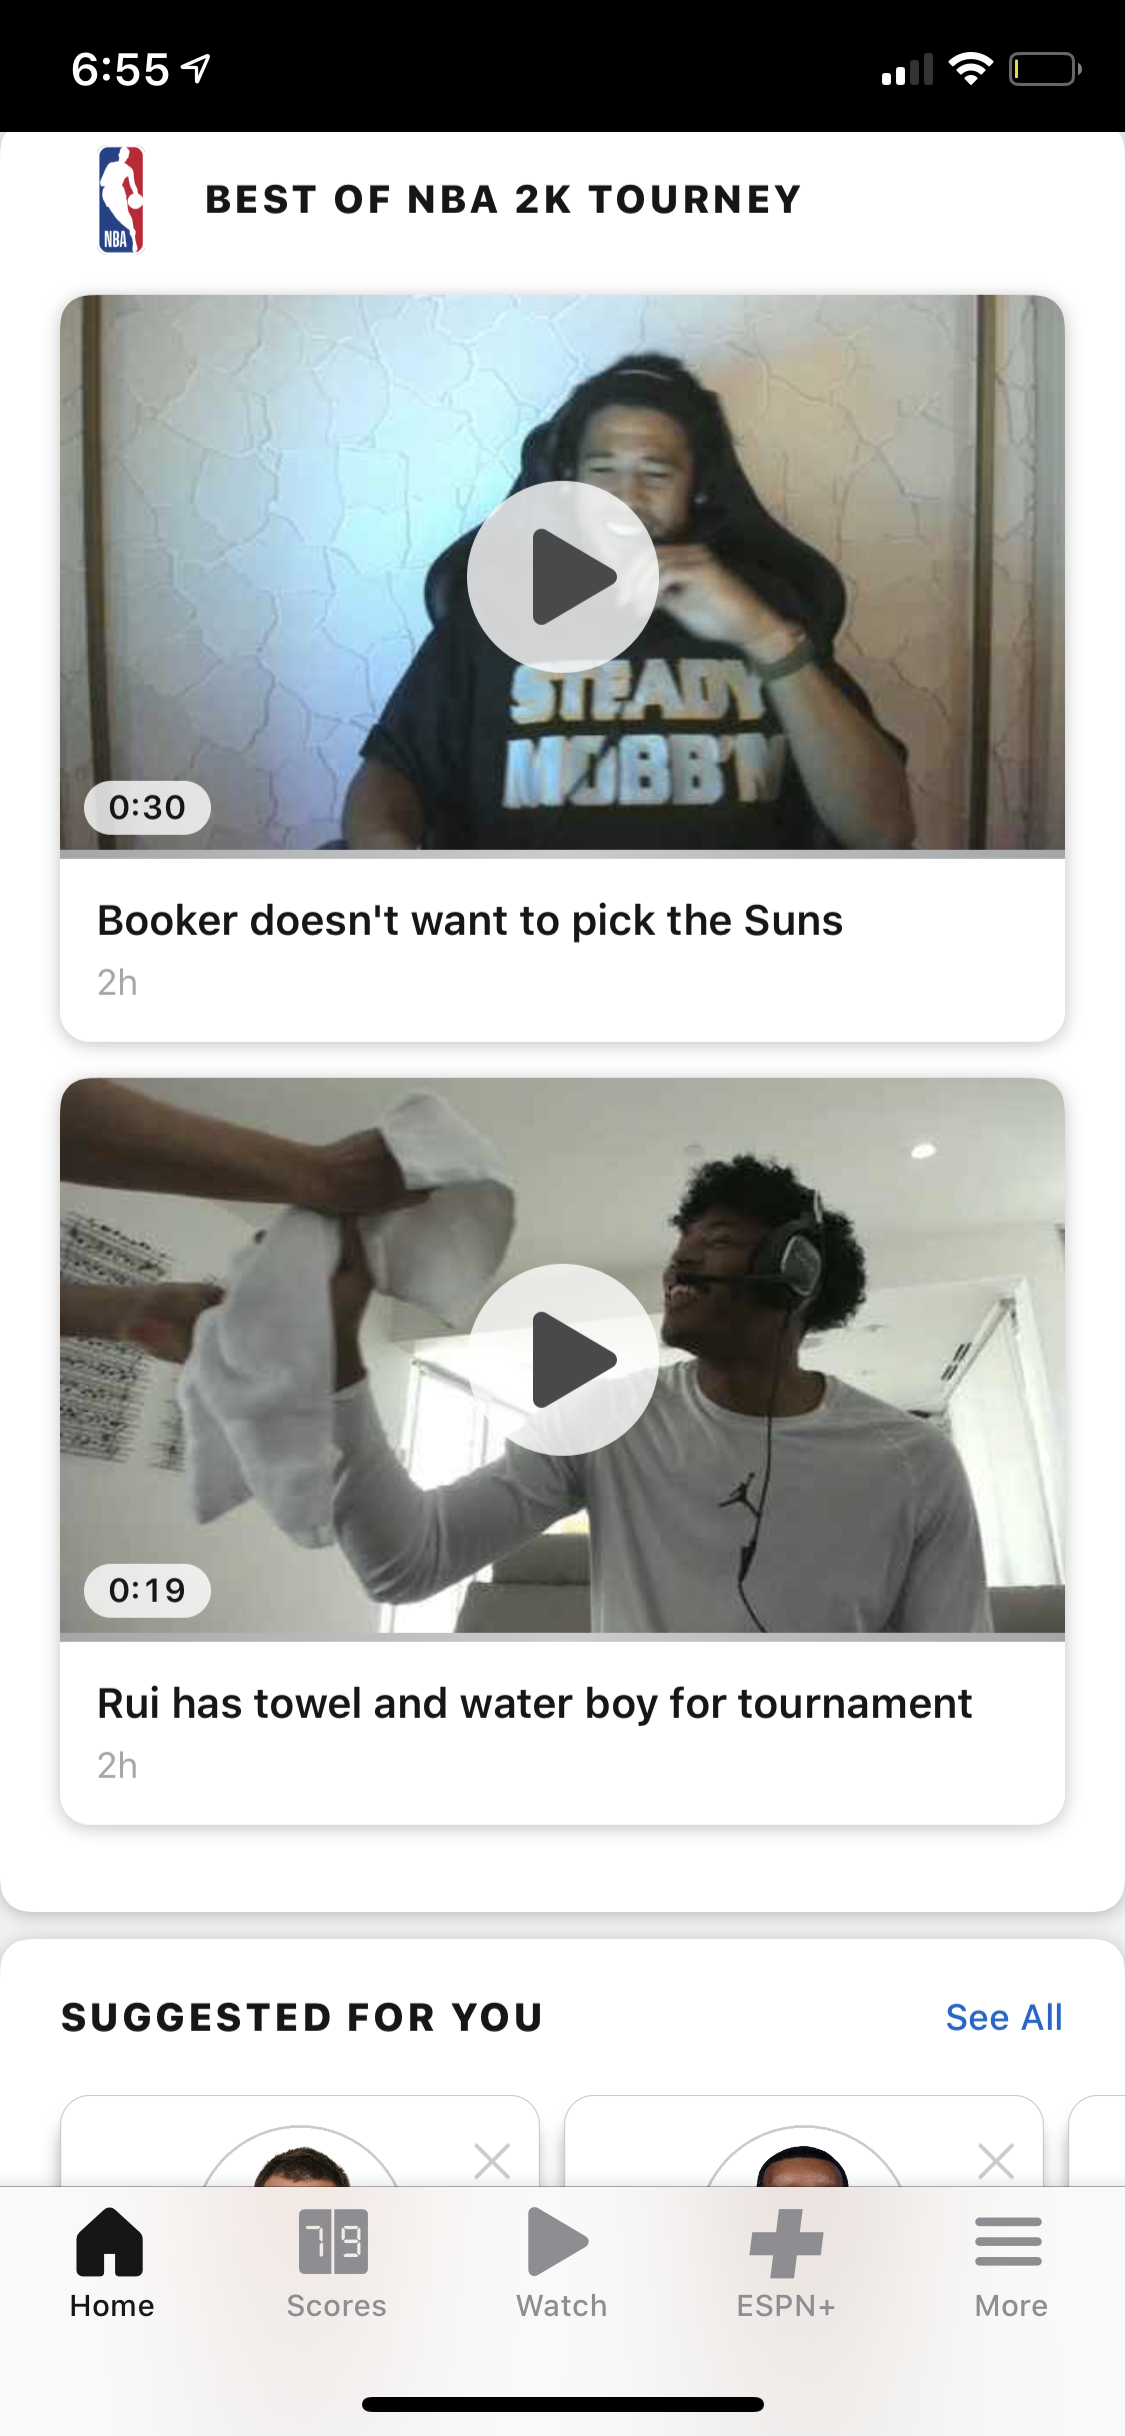 6:55
NBA
BEST OF NBA 2K TOURNEY
STEADY
MOBB'N
0:30
Booker doesn't want to pick the Suns
2h
0:19
Rui has towel and water boy for tournament
2h
SUGGESTED FOR YOU
See All
79
Home Scores Watch ESPN+ More